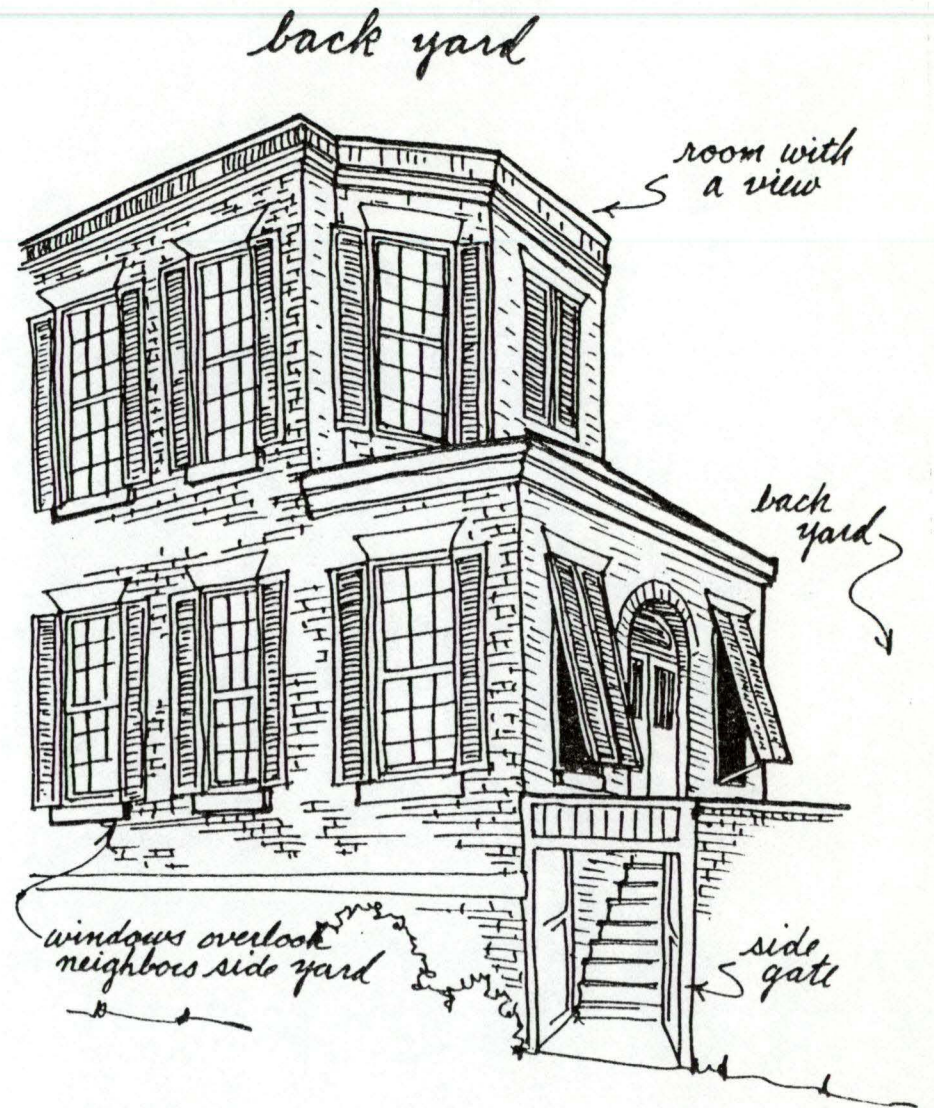 back yard
room with
a view
back
yard
windows overlook
neighbors side yard
side
gate